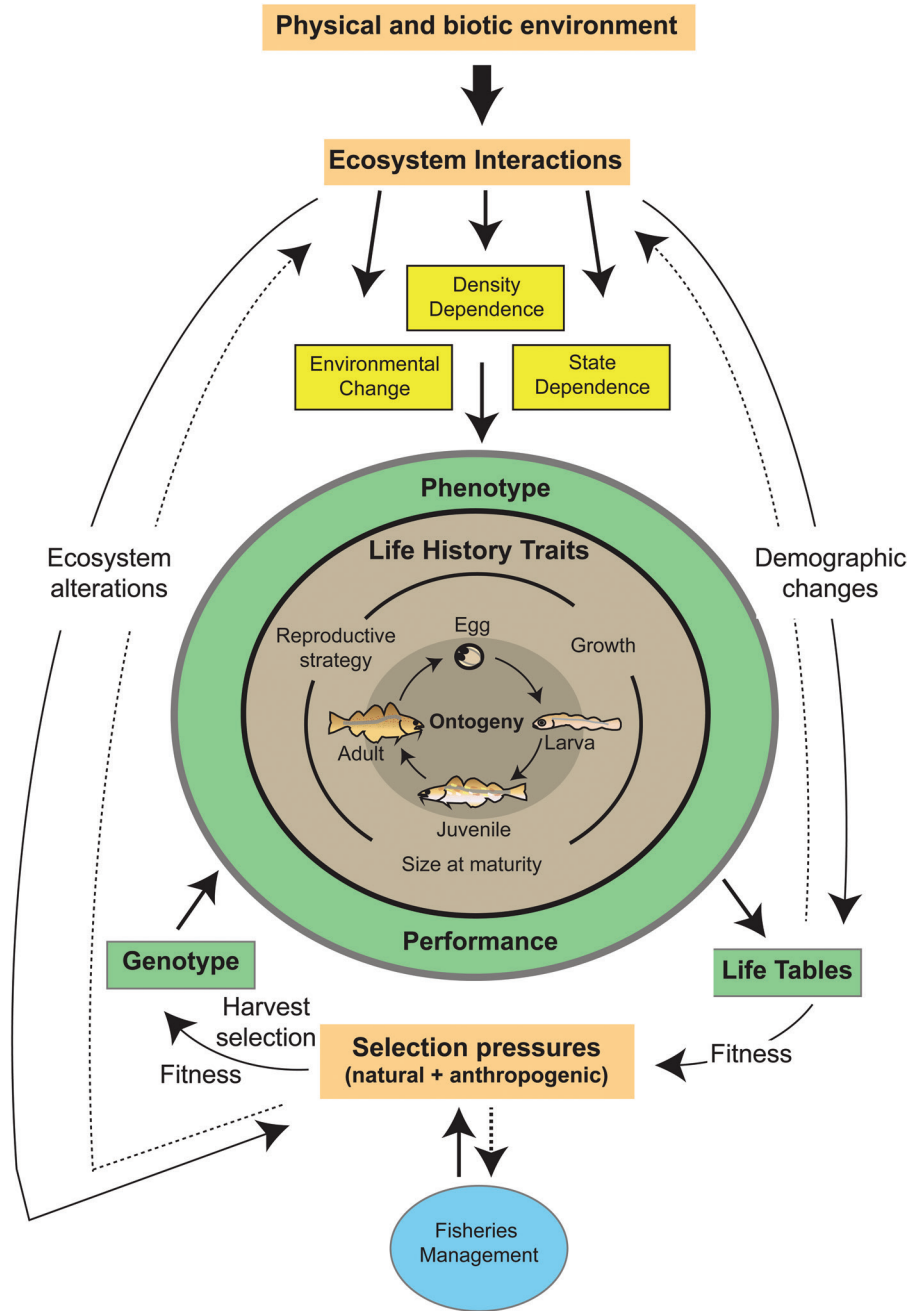 Physical and biotic environment
Ecosystem Interactions
Density
Dependence
Environmental
Change
State
Dependence
Phenotype
Life History Traits
Ecosystem
alterations
Demographic
changes
Reproductive
strategy
Egg
Growth
Ontogeny
Adult
Larva
Juvenile
Size at maturity
Performance
Genotype
Life Tables
Harvest
selection
Fitness
Selection pressures
(natural + anthropogenic)
Fitness
Fisheries
Management